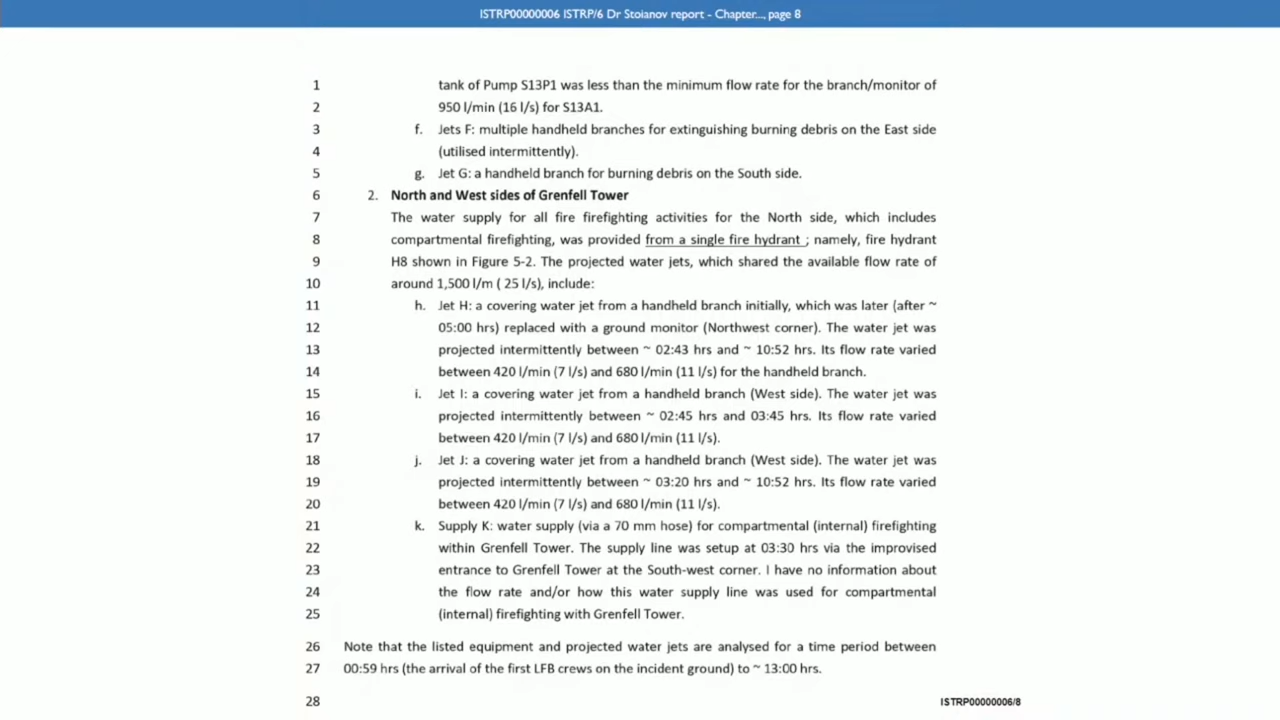 ISTRP00000006 ISTRP/6 Dr Stoianov report - Chapter..., page 8
1 tank of Pump S13P1 was less than the minimum flow rate for the branch/monitor of
2 950 l/min (16 l/s) for S13A1.
3 f. Jets F: multiple handheld branches for extinguishing burning debris on the East side
4 (utilised intermittently).
5 g. Jet G: a handheld branch for burning debris on the South side.
6 2. North and West sides of Grenfell Tower
7 The water supply for all fire firefighting activities for the North side, which includes
8 compartmental firefighting, was provided from a single fire hydrant ; namely, fire hydrant
9 H8 shown in Figure 5-2. The projected water jets, which shared the available flow rate of
10 around 1,500 l/m ( 25 l/s), include:
11 h. Jet H: a covering water jet from a handheld branch initially, which was later (after ~
12 05:00 hrs) replaced with a ground monitor (Northwest corner). The water jet was
13 projected intermittently between ~ 02:43 hrs and ~ 10:52 hrs. Its flow rate varied
14 between 420 l/min (7 l/s) and 680 l/min (11 l/s) for the handheld branch.
15 i. Jet I: a covering water jet from a handheld branch (West side). The water jet was
16 projected intermittently between ~ 02:45 hrs and 03:45 hrs. Its flow rate varied
17 between 420 l/min (7 l/s) and 680 l/min (11 l/s).
18 j. Jet J: a covering water jet from a handheld branch (West side). The water jet was
19 projected intermittently between ~ 03:20 hrs and ~ 10:52 hrs. Its flow rate varied
20 between 420 l/min (7 l/s) and 680 l/min (11 l/s).
21 k. Supply K: water supply (via a 70 mm hose) for compartmental (internal) firefighting
22 within Grenfell Tower. The supply line was setup at 03:30 hrs via the improvised
23 entrance to Grenfell Tower at the South-west corner. I have no information about
24 the flow rate and/or how this water supply line was used for compartmental
25 (internal) firefighting with Grenfell Tower.
26 Note that the listed equipment and projected water jets are analysed for a time period between
27 00:59 hrs (the arrival of the first LFB crews on the incident ground) to ~ 13:00 hrs.
28
ISTRP00000006/8